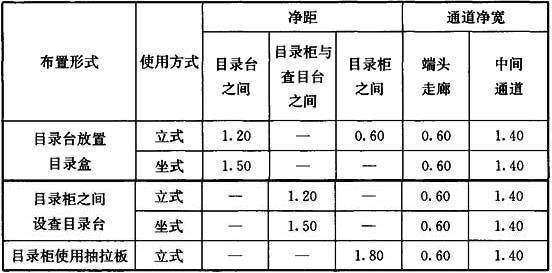 布置形式 使用方式 净距 通道净宽
目录台之间 目录柜与查目台之间 目录柜之间 端头走廊 中间通道
目录台放置目录盒 立式 1.20 — 0.60 0.60 1.40
坐式 1.50 — — 0.60 1.40
目录柜之间设查目录台 立式 — 1.20 — 0.60 1.40
坐式 — 1.50 — 0.60 1.40
目录柜使用抽拉板 立式 — — 1.80 0.60 1.40